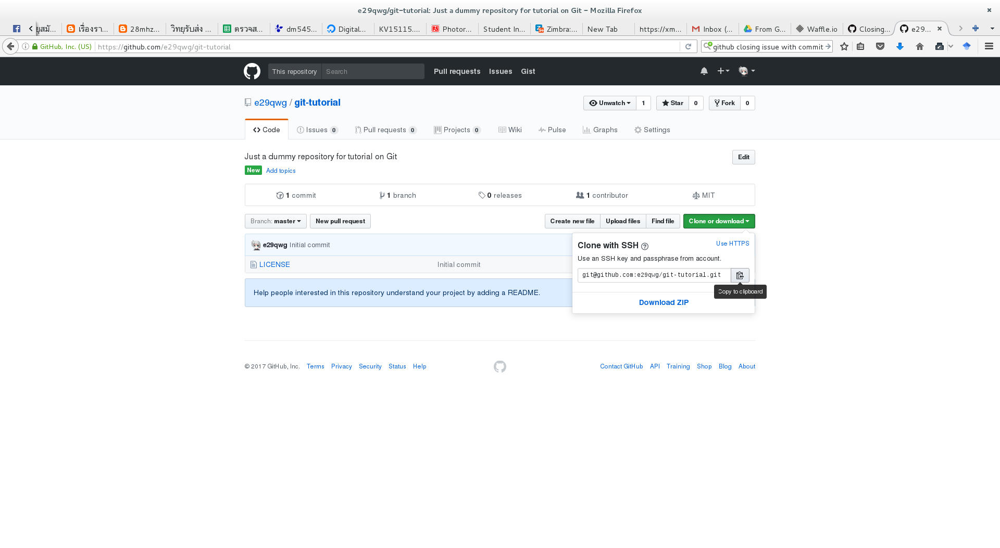 e29qwg/git-tutorial: Just a dummy repository for tutorial on Git - Mozilla Firefox
ยุสมั... เรื่องรา... 28mhz... วิทยุรับส่ง ... ตรวจส... dm545... Digital... KV15115.... Photor... Student In... Zimbra:... New Tab https://xm... Inbox (... From G... Waffle.io Closing... e29...
GitHub, Inc. (US) https://github.com/e29qwg/git-tutorial github closing issue with commit
This repository Search Pull requests Issues Gist
e29qwg / git-tutorial Unwatch 1 Star 0 Fork 0
Code Issues 0 Pull requests 0 Projects 0 Wiki Pulse Graphs Settings
Just a dummy repository for tutorial on Git Edit
New Add topics
1 commit 1 branch 0 releases 1 contributor MIT
Branch: master New pull request Create new file Upload files Find file Clone or download
e29qwg Initial commit
LICENSE Initial commit
Help people interested in this repository understand your project by adding a README.
Clone with SSH Use HTTPS
Use an SSH key and passphrase from account.
git@github.com:e29qwg/git-tutorial.git
Copy to clipboard
Download ZIP
© 2017 GitHub, Inc. Terms Privacy Security Status Help Contact GitHub API Training Shop Blog About